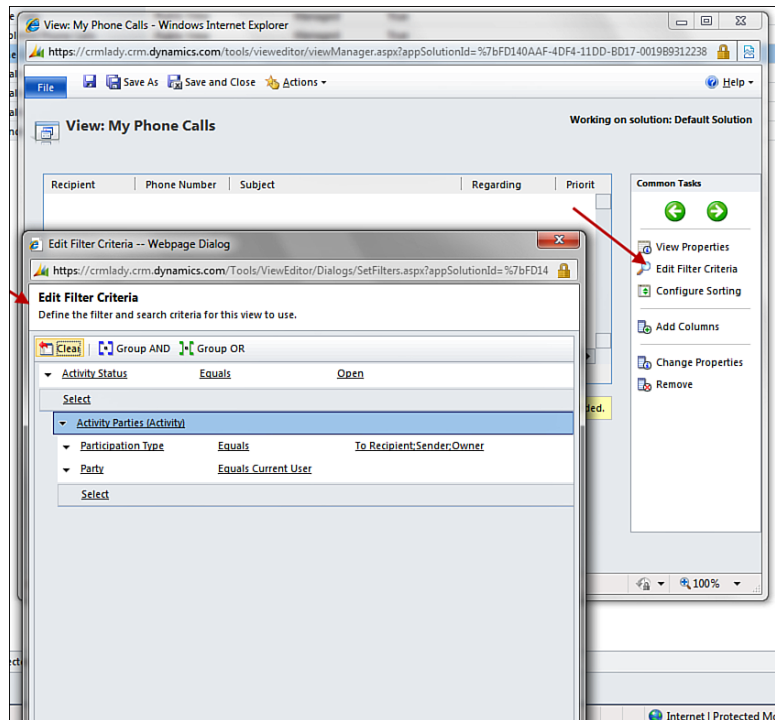 View: My Phone Calls - Windows Internet Explorer
https://crmlady.crm.dynamics.com/tools/vieweditor/viewManager.aspx?appSolutionId=%7bFD140AAF-4DF4-11DD-BD17-0019B9312238
File Save As Save and Close Actions Help
View: My Phone Calls
Working on solution: Default Solution
Recipient Phone Number Subject Regarding Priorit
Common Tasks
View Properties
Edit Filter Criteria
Configure Sorting
Add Columns
Change Properties
Remove
ded.
100%
Edit Filter Criteria -- Webpage Dialog
https://crmlady.crm.dynamics.com/Tools/ViewEditor/Dialogs/SetFilters.aspx?appSolutionId=%7bFD14
Edit Filter Criteria
Define the filter and search criteria for this view to use.
Clear Group AND Group OR
Activity Status Equals Open
Select
Activity Parties (Activity)
Participation Type Equals To Recipient;Sender;Owner
Party Equals Current User
Select
Internet | Protected Mo